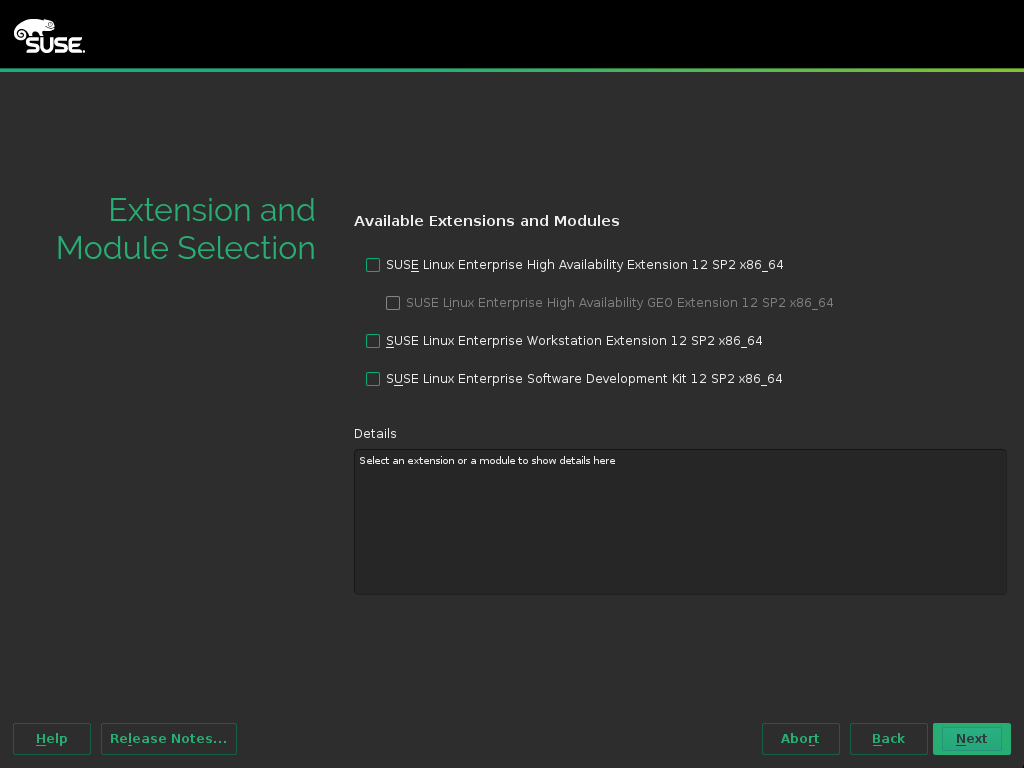 SUSE
Extension and
Module Selection
Available Extensions and Modules
SUSE Linux Enterprise High Availability Extension 12 SP2 x86_64
SUSE Linux Enterprise High Availability GEO Extension 12 SP2 x86_64
SUSE Linux Enterprise Workstation Extension 12 SP2 x86_64
SUSE Linux Enterprise Software Development Kit 12 SP2 x86_64
Details
Select an extension or a module to show details here
Help Release Notes... Abort Back Next